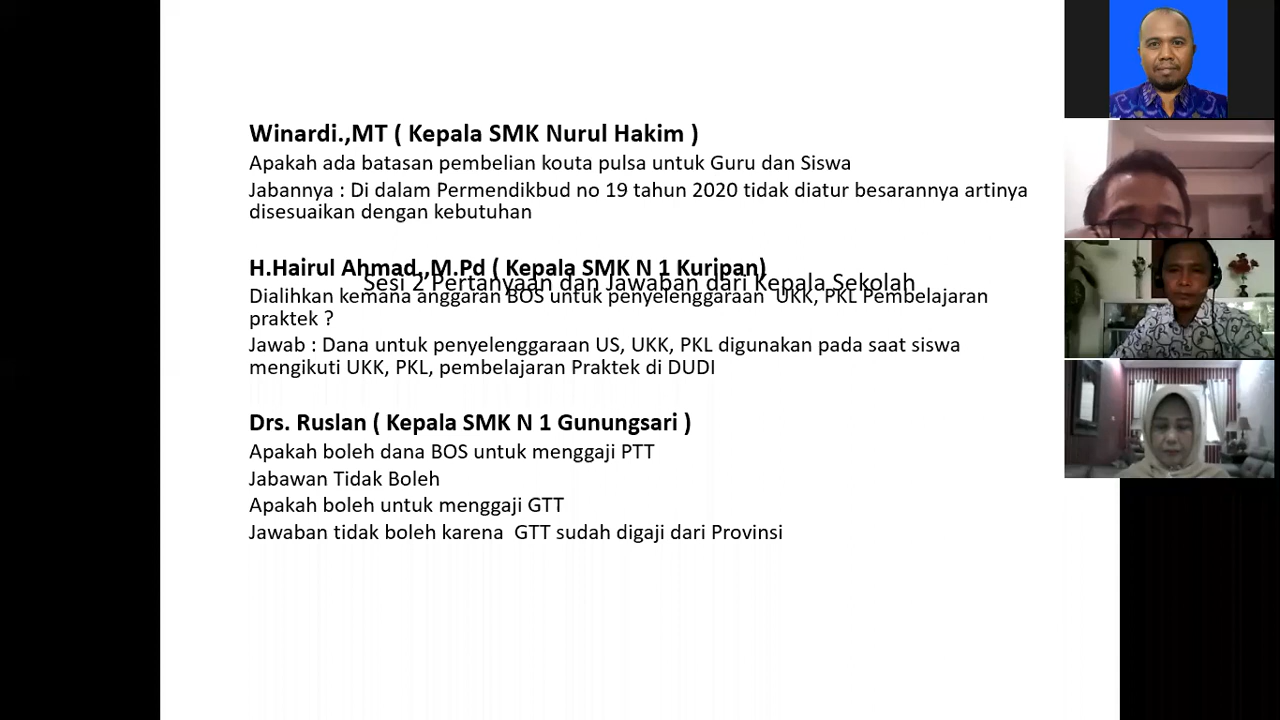 Winardi.,MT ( Kepala SMK Nurul Hakim )
Apakah ada batasan pembelian kouta pulsa untuk Guru dan Siswa
Jabannya : Di dalam Permendikbud no 19 tahun 2020 tidak diatur besarannya artinya
disesuaikan dengan kebutuhan
H.Hairul Ahmad,,M.Pd ( Kepala SMK N 1 Kuripan)
Sesi 2 Pertanyaan dan Jawaban dari Kepala Sekolah
Dialihkan kemana anggaran BOS untuk penyelenggaraan UKK, PKL Pembelajaran
praktek ?
Jawab : Dana untuk penyelenggaraan US, UKK, PKL digunakan pada saat siswa
mengikuti UKK, PKL, pembelajaran Praktek di DUDI
Drs. Ruslan ( Kepala SMK N 1 Gunungsari )
Apakah boleh dana BOS untuk menggaji PTT
Jabawan Tidak Boleh
Apakah boleh untuk menggaji GTT
Jawaban tidak boleh karena GTT sudah digaji dari Provinsi